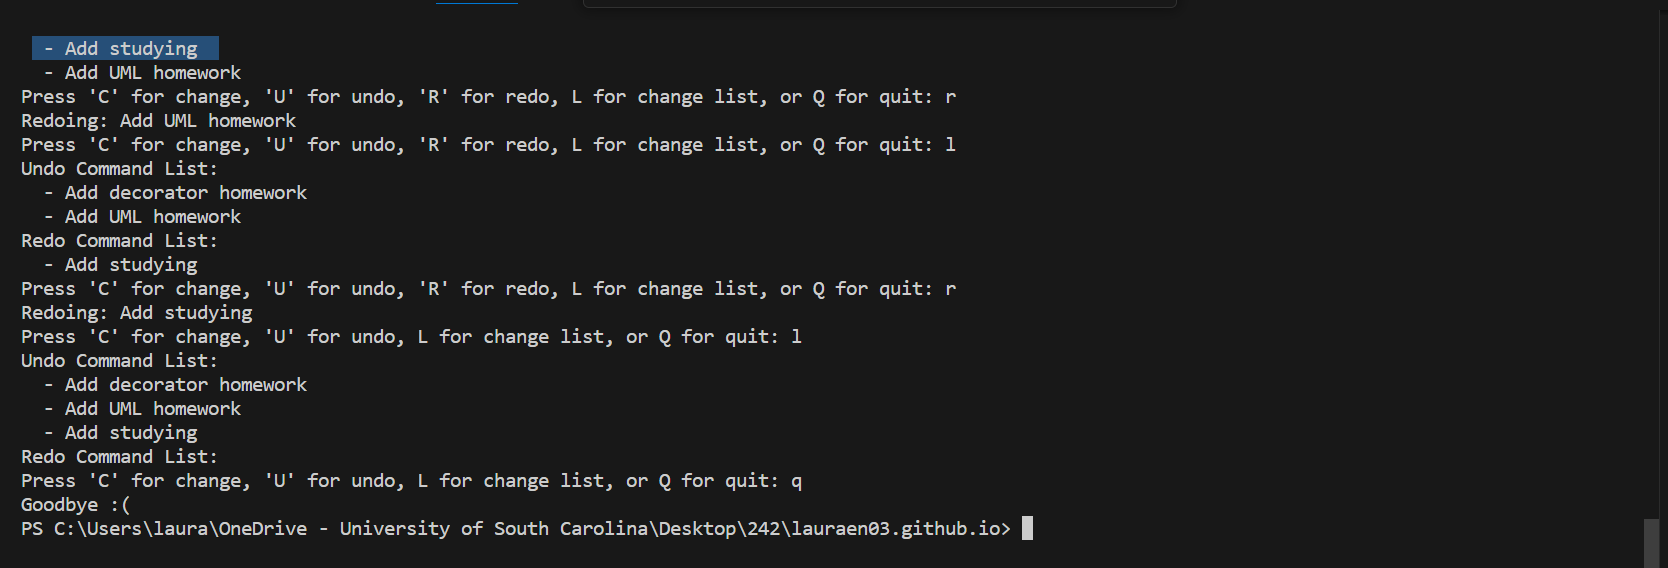 - Add studying
- Add UML homework
Press 'C' for change, 'U' for undo, 'R' for redo, L for change list, or Q for quit: r
Redoing: Add UML homework
Press 'C' for change, 'U' for undo, 'R' for redo, L for change list, or Q for quit: l
Undo Command List:
- Add decorator homework
- Add UML homework
Redo Command List:
- Add studying
Press 'C' for change, 'U' for undo, 'R' for redo, L for change list, or Q for quit: r
Redoing: Add studying
Press 'C' for change, 'U' for undo, L for change list, or Q for quit: l
Undo Command List:
- Add decorator homework
- Add UML homework
- Add studying
Redo Command List:
Press 'C' for change, 'U' for undo, L for change list, or Q for quit: q
Goodbye :(
PS C:\Users\laura\OneDrive - University of South Carolina\Desktop\242\lauraen03.github.io>